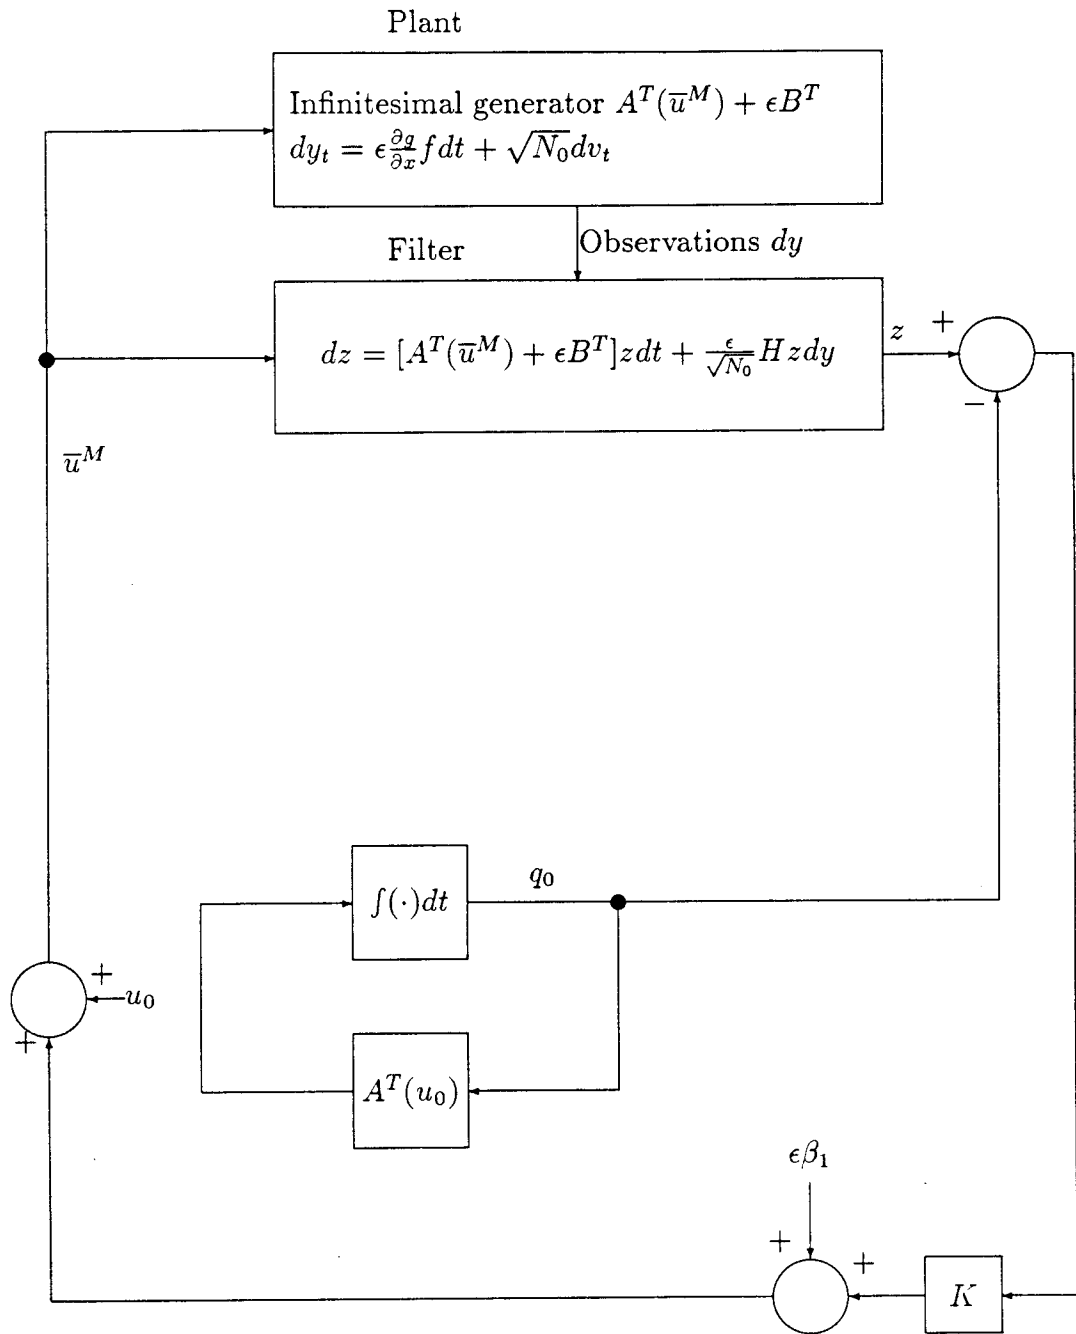 Plant
Infinitesimal generator $A^T(\overline{u}^M) + \epsilon B^T$
$dy_t = \epsilon \frac{\partial g}{\partial x} f dt + \sqrt{N_0} dv_t$
Filter
Observations $dy$
$dz = [A^T(\overline{u}^M) + \epsilon B^T] z dt + \frac{\epsilon}{\sqrt{N_0}} H z dy$
$z$
+
−
$\overline{u}^M$
$q_0$
$\int(\cdot)dt$
+
$u_0$
+
$A^T(u_0)$
$\epsilon\beta_1$
+
+
$K$